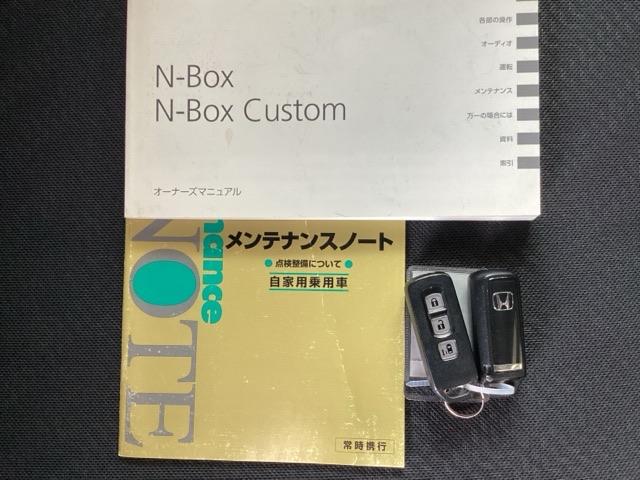 各部の操作
オーディオ
運転
メンテナンス
万一の場合には
資料
索引
N-Box
N-Box Custom
オーナーズマニュアル
nance
NOTE
メンテナンスノート
● 点検整備について ●
自家用乗用車
常時携行